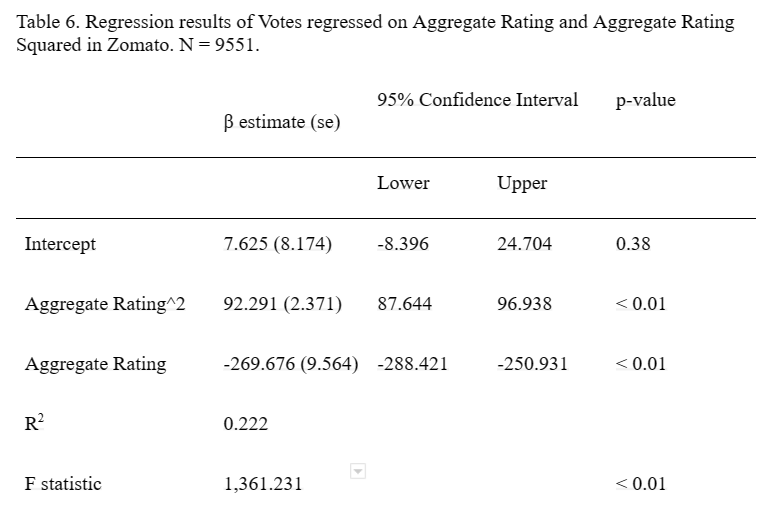 Table 6. Regression results of Votes regressed on Aggregate Rating and Aggregate Rating
Squared in Zomato. N = 9551.
β estimate (se) 95% Confidence Interval p-value
Lower Upper
Intercept 7.625 (8.174) -8.396 24.704 0.38
Aggregate Rating^2 92.291 (2.371) 87.644 96.938 < 0.01
Aggregate Rating -269.676 (9.564) -288.421 -250.931 < 0.01
R² 0.222
F statistic 1,361.231 < 0.01